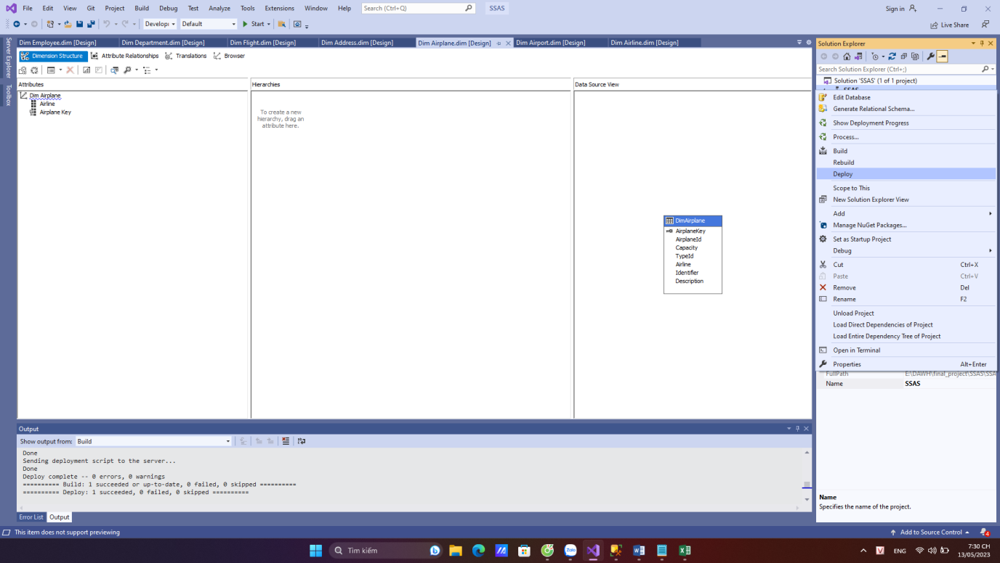 File Edit View Git Project Build Debug Test Analyze Tools Extensions Window Help Search (Ctrl+Q) SSAS Sign in
Developi Default Start Live Share
Server Explorer
Toolbox
Dim Employee.dim [Design] Dim Department.dim [Design] Dim Flight.dim [Design] Dim Address.dim [Design] Dim Airplane.dim [Design] Dim Airport.dim [Design] Dim Airline.dim [Design]
Dimension Structure Attribute Relationships Translations Browser
Attributes
Dim Airplane
Airline
Airplane Key
Hierarchies
To create a new
hierarchy, drag an
attribute here.
Data Source View
DimAirplane
AirplaneKey
AirplaneId
Capacity
TypeId
Airline
Identifier
Description
Solution Explorer
Search Solution Explorer (Ctrl+;)
Solution 'SSAS' (1 of 1 project)
SSAS
Edit Database
Generate Relational Schema...
Show Deployment Progress
Process...
Build
Rebuild
Deploy
Scope to This
New Solution Explorer View
Add
Manage NuGet Packages...
Set as Startup Project
Debug
Cut Ctrl+X
Paste Ctrl+V
Remove Del
Rename F2
Unload Project
Load Direct Dependencies of Project
Load Entire Dependency Tree of Project
Open in Terminal
Properties Alt+Enter
FullPath E:\DAWH\final_project\SSAS\SSA
Name SSAS
Name
Specifies the name of the project.
Output
Show output from: Build
Done
Sending deployment script to the server...
Done
Deploy complete -- 0 errors, 0 warnings
========== Build: 1 succeeded or up-to-date, 0 failed, 0 skipped ==========
========== Deploy: 1 succeeded, 0 failed, 0 skipped ==========
Error List Output
This item does not support previewing Add to Source Control 4
Tìm kiếm Zalo V ENG 7:30 CH
13/05/2023